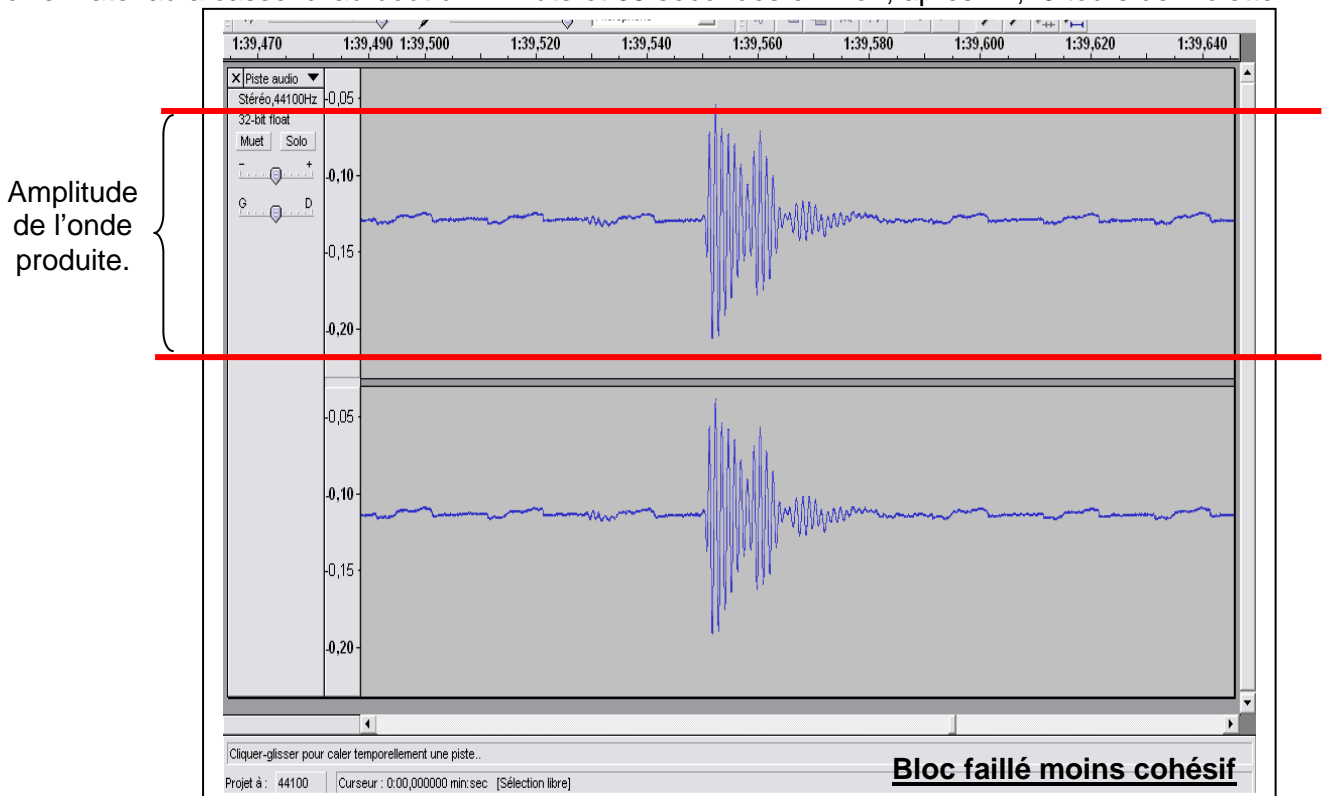 1:39,470 1:39,490 1:39,500 1:39,520 1:39,540 1:39,560 1:39,580 1:39,600 1:39,620 1:39,640
X Piste audio
Stéréo,44100Hz
32-bit float
Muet Solo
- +
G D
-0,05
-0,10
-0,15
-0,20
Amplitude
de l’onde
produite.
-0,05
-0,10
-0,15
-0,20
Cliquer-glisser pour caler temporellement une piste..
Projet à : 44100 Curseur : 0:00,000000 min:sec [Sélection libre]
Bloc faillé moins cohésif